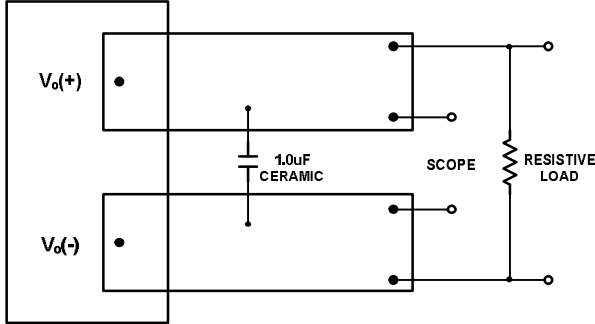 Vo(+)
1.0uF
CERAMIC
SCOPE
RESISTIVE
LOAD
Vo(-)